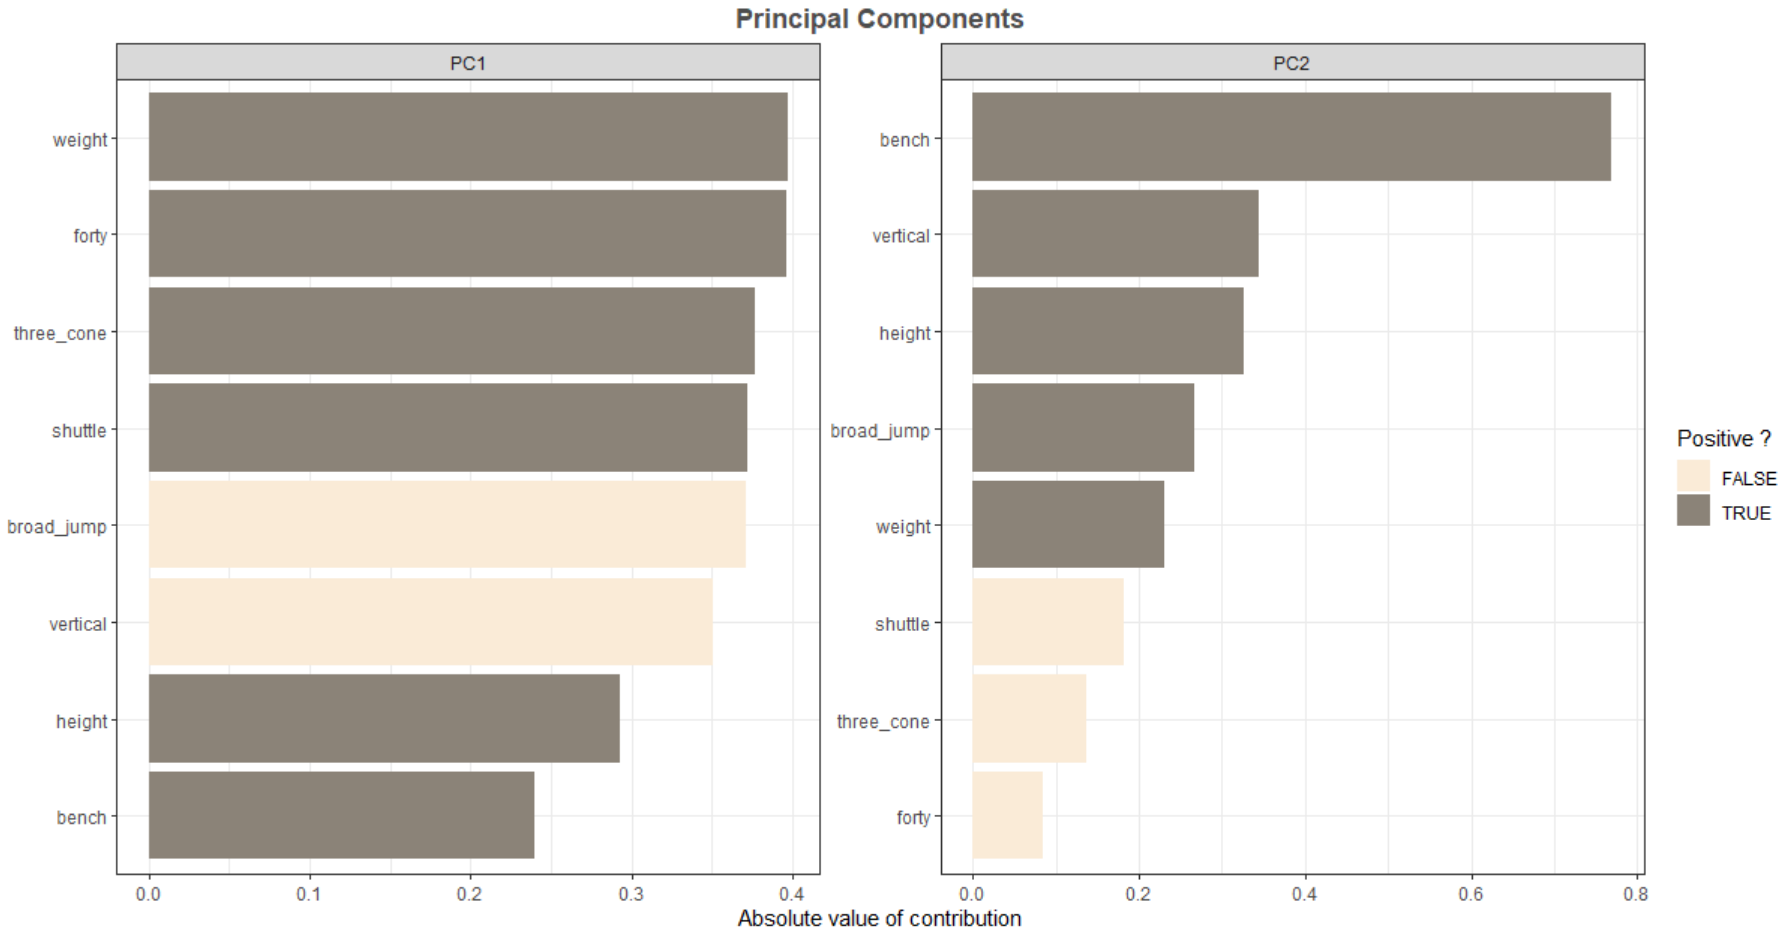 Principal Components
PC1
weight
forty
three_cone
shuttle
broad_jump
vertical
height
bench
0.0 0.1 0.2 0.3 0.4
PC2
bench
vertical
height
broad_jump
weight
shuttle
three_cone
forty
0.0 0.2 0.4 0.6 0.8
Absolute value of contribution
Positive ?
FALSE
TRUE